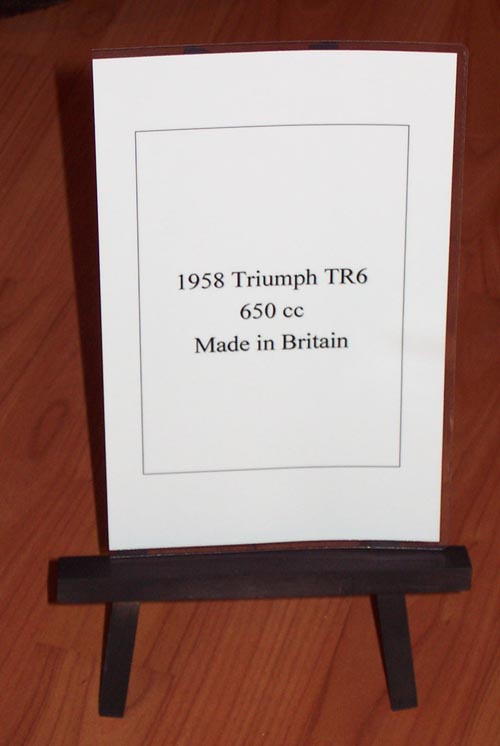 1958 Triumph TR6
650 cc
Made in Britain